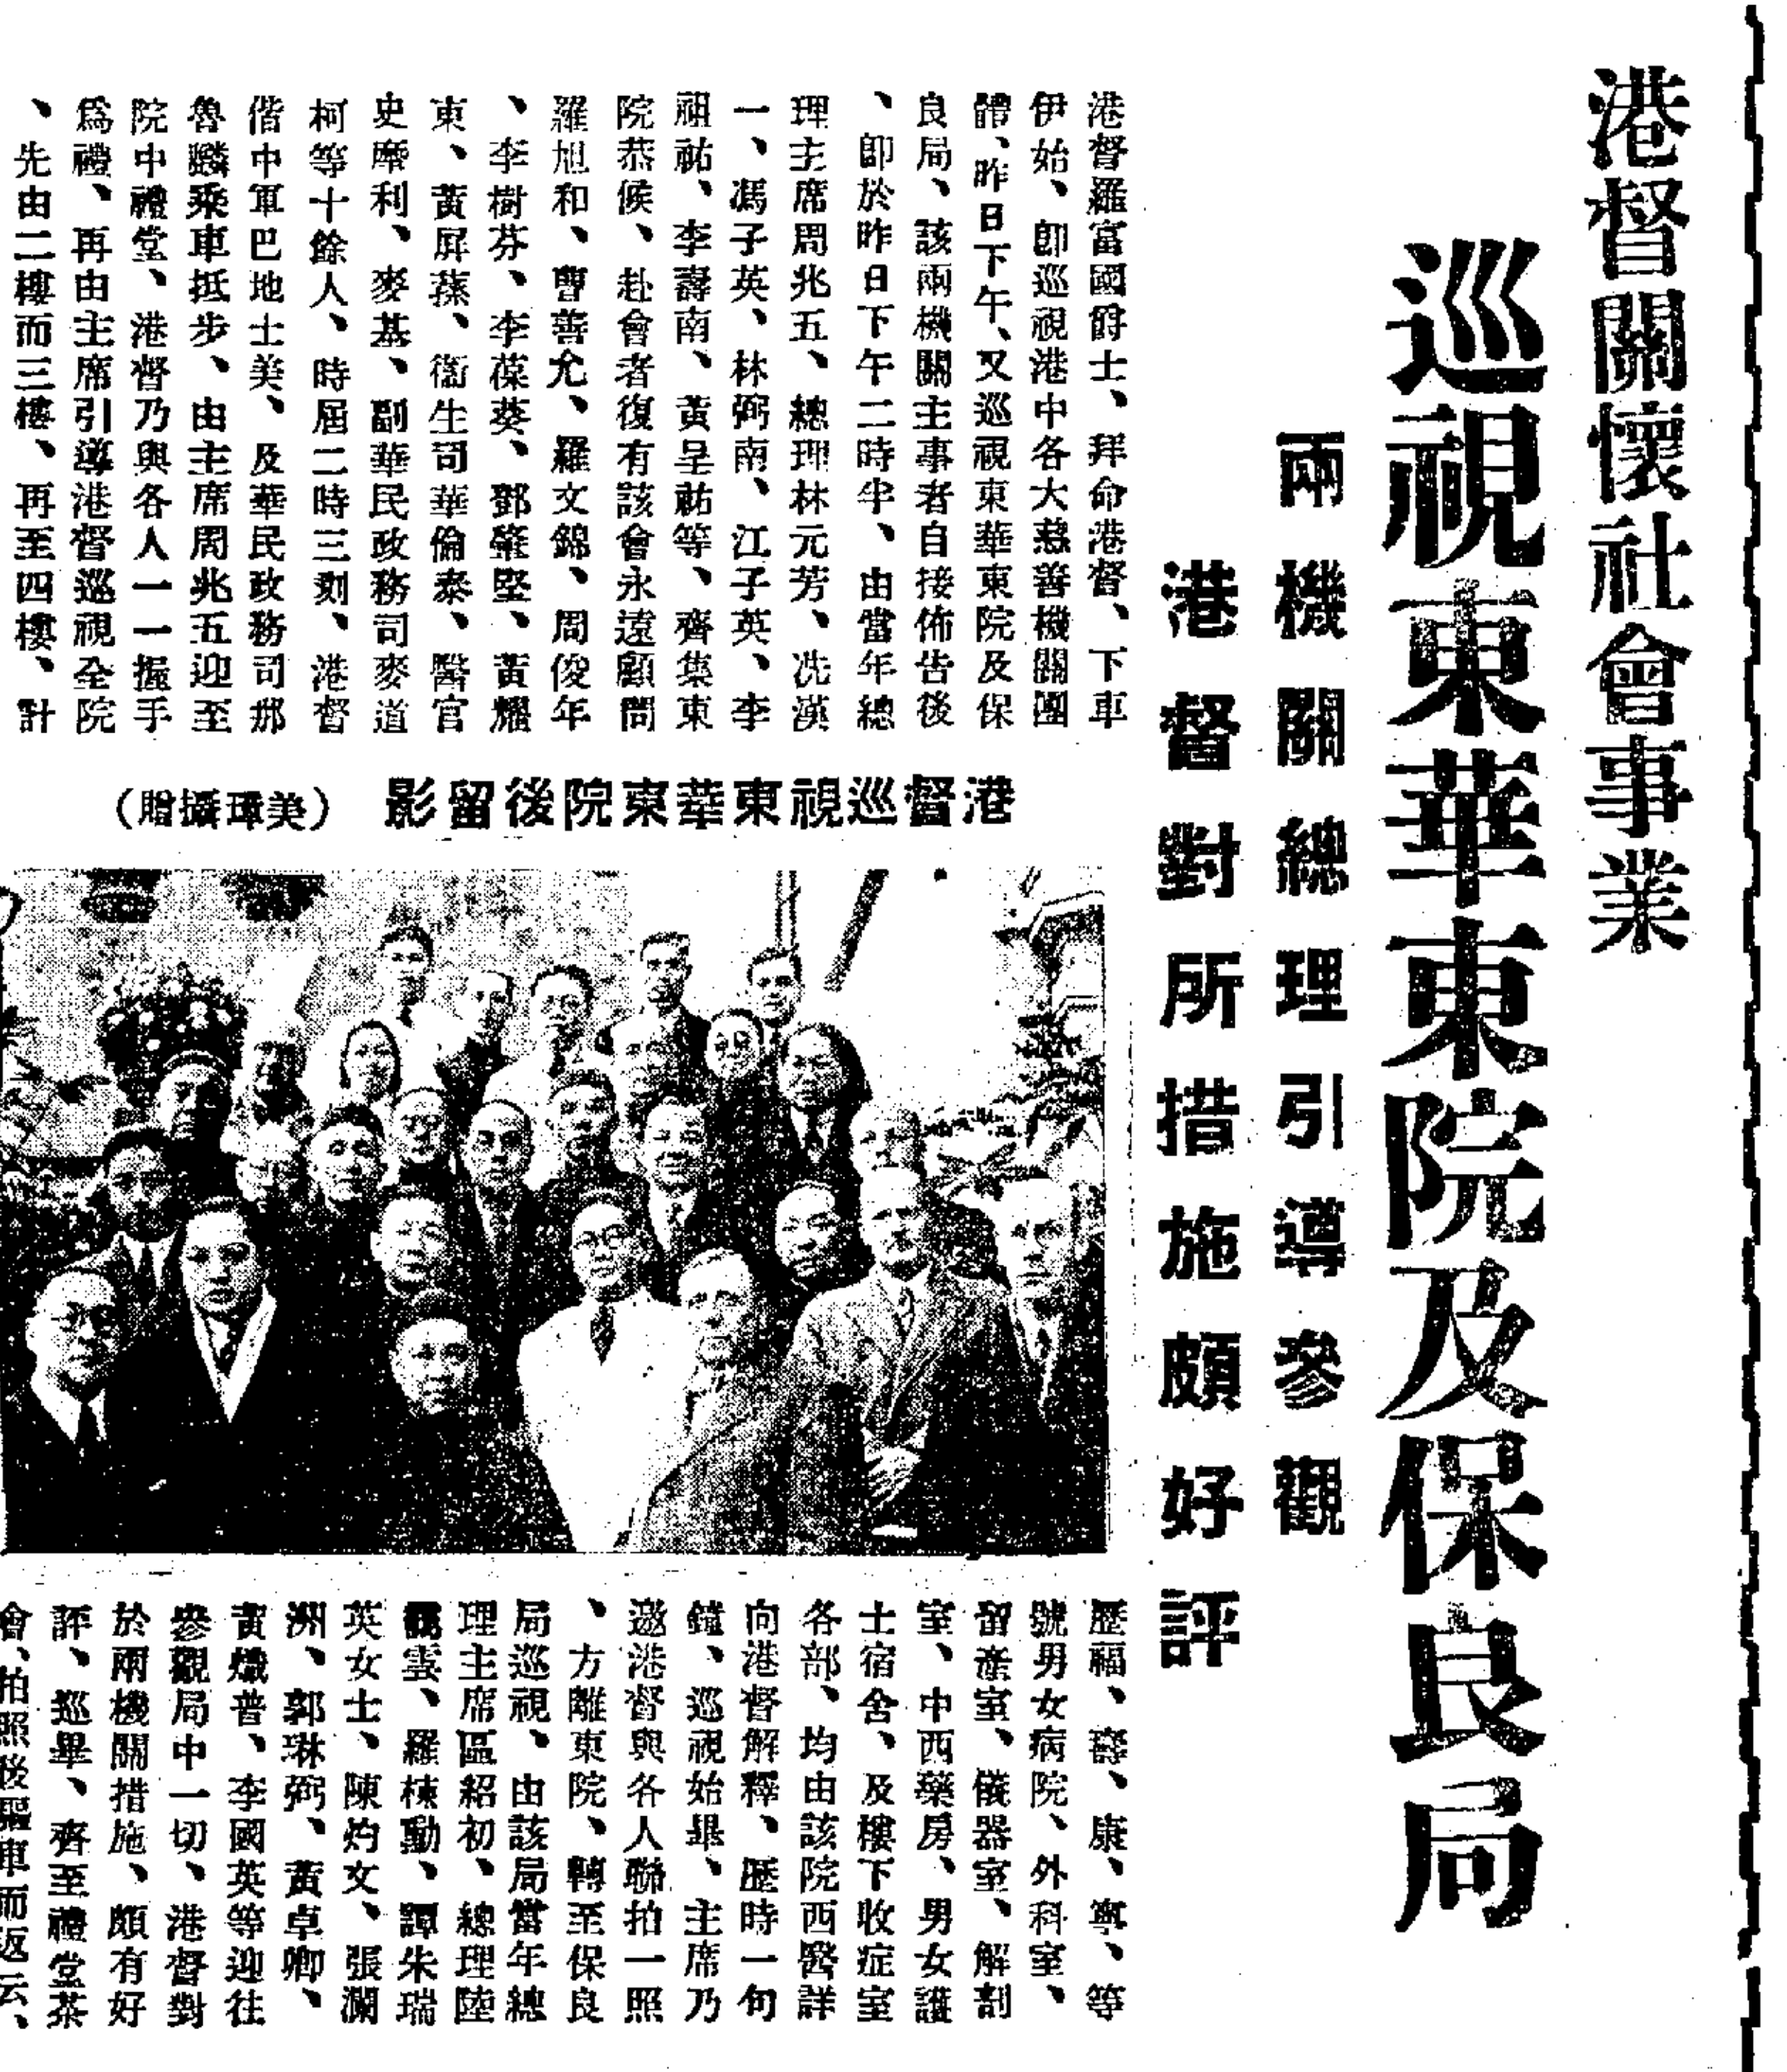 港督關懷社會事業
巡視東華東院及保良局
兩機關總理引導參觀
港督對所措施頗好評
港督羅富國爵士、拜命港督、下車
伊始、卽巡視港中各大慈善機關團
體、昨日下午、又巡視東華東院及保
良局、該兩機關主事者自接佈告後
、卽於昨日下午二時半、由當年總
理主席周兆五、總理林元芳、冼漢
一、馮子英、林弼南、江子英、李
祖祐、李壽南、黃呈祐等、齊集東
院恭候、赴會者復有該會永遠顧問
羅旭和、曹善允、羅文錦、周俊年
、李樹芬、李葆葵、鄧肇堅、黃耀
東、黃屏蓀、衞生司華倫泰、醫官
史摩利、麥基、副華民政務司麥道
柯等十餘人、時屆二時三刻、港督
偕中軍巴地士美、及華民政務司那
魯麟乘車抵步、由主席周兆五迎至
院中禮堂、港督乃與各人一一握手
爲禮、再由主席引導港督巡視全院
、先由二樓而三樓、再至四樓、計
港督巡視東華東院後留影（美璋攝贈）
歷福、壽、康、寧、等
號男女病院、外科室、
留產室、儀器室、解剖
室、中西藥房、男女護
士宿舍、及樓下收症室
各部、均由該院西醫詳
向港督解釋、歷時一句
鐘、巡視始畢、主席乃
邀港督與各人聯拍一照
、方離東院、轉至保良
局巡視、由該局當年總
理主席區紹初、總理陸
靄雲、羅棟勳、譚朱瑞
英女士、陳灼文、張瀾
洲、郭琳弼、黃卓卿、
黃熾普、李國英等迎往
參觀局中一切、港督對
於兩機關措施、頗有好
評、巡畢、齊至禮堂茶
會、拍照後驅車而返云、